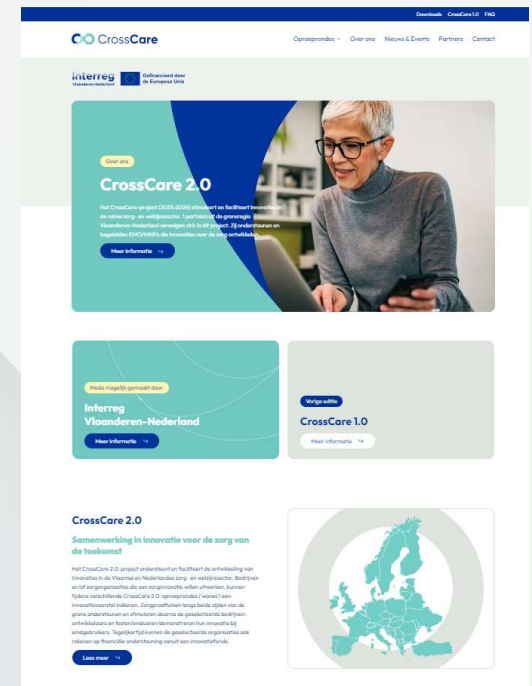 Downloads CrossCare 1.0 FAQ
CrossCare
Oproeprondes Over ons Nieuws & Events Partners Contact
Interreg
Vlaanderen-Nederland
Gefinancierd door
de Europese Unie
Over ons
CrossCare 2.0
Het CrossCare-project (2023-2026) stimuleert en faciliteert innovaties in
de ruime zorg- en welzijnssector. 1 partners uit de grensregio
Vlaanderen-Nederland verenigen zich in dit project. Zij ondersteunen en
begeleiden KMO/MKB's die innovaties voor de zorg ontwikkelen.
Meer informatie
Mede mogelijk gemaakt door
Interreg
Vlaanderen-Nederland
Meer informatie
Vorige editie
CrossCare 1.0
Meer informatie
CrossCare 2.0
Samenwerking in innovatie voor de zorg van
de toekomst
Het CrossCare 2.0-project ondersteunt en faciliteert de ontwikkeling van
innovaties in de Vlaamse en Nederlandse zorg- en welzijnssector. Bedrijven
en/of zorgorganisaties die een zorginnovatie willen uitwerken, kunnen
tijdens verschillende CrossCare 2.0-oproeprondes ('waves') een
innovatievoorstel indienen. Zorgproeftuinen langs beide zijden van de
grens ondersteunen en stimuleren daarna de geselecteerde bedrijven-
ontwikkelaars en testen/evalueren/demonstreren hun innovatie bij
eindgebruikers. Tegelijkertijd kunnen de geselecteerde organisaties ook
rekenen op financiële ondersteuning vanuit een innovatiefonds.
Lees meer